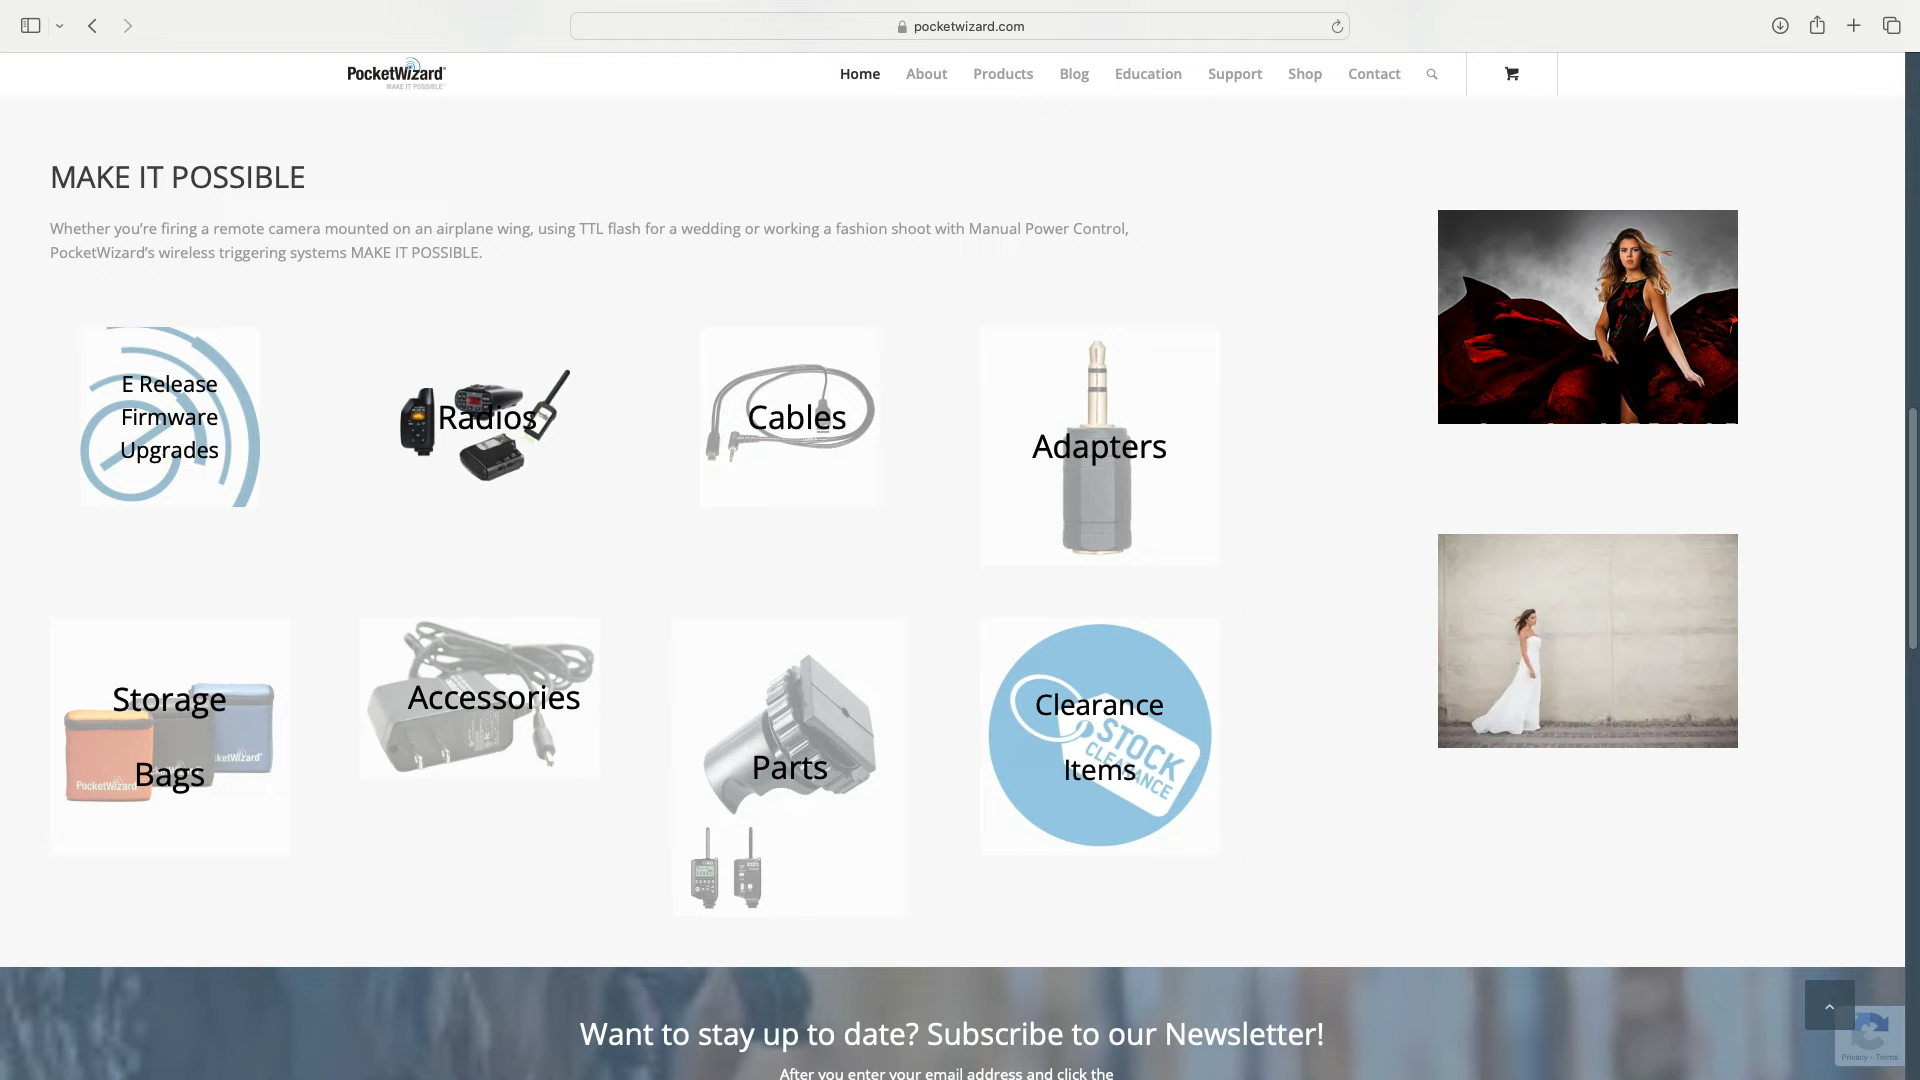 pocketwizard.com
PocketWizard
MAKE IT POSSIBLE
Home
About
Products
Blog
Education
Support
Shop
Contact
MAKE IT POSSIBLE
Whether you’re firing a remote camera mounted on an airplane wing, using TTL flash for a wedding or working a fashion shoot with Manual Power Control,
PocketWizard’s wireless triggering systems MAKE IT POSSIBLE.
E Release
Firmware
Upgrades
Radios
Cables
Adapters
Storage
Bags
PocketWizard
ketWizard
Accessories
Parts
Clearance
Items
STOCK
CLEARANCE
Want to stay up to date? Subscribe to our Newsletter!
After you enter your email address and click the
Privacy - Terms